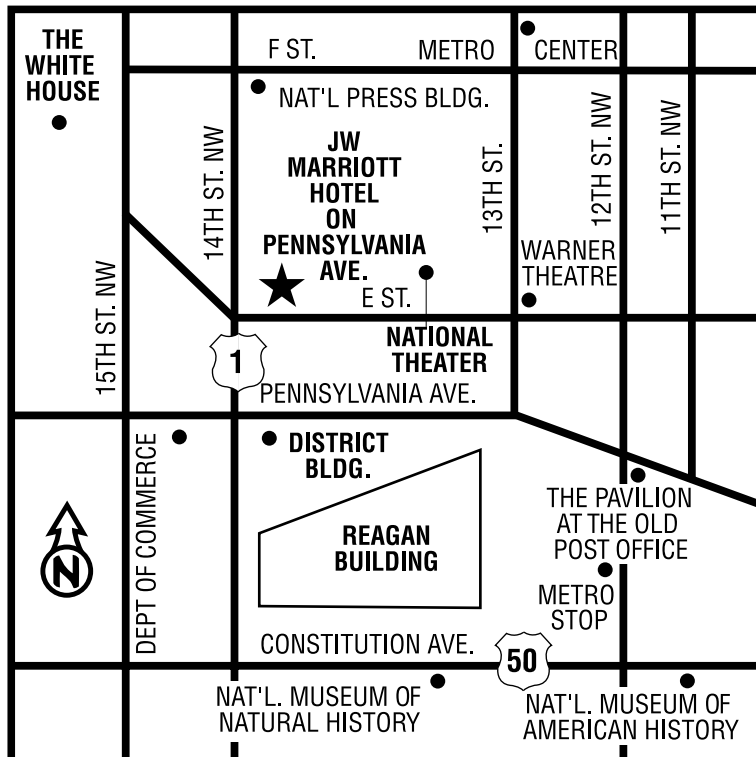 THE
WHITE
HOUSE
F ST.
METRO
CENTER
NAT'L PRESS BLDG.
14TH ST. NW
JW
MARRIOTT
HOTEL
ON
PENNSYLVANIA
AVE.
13TH ST.
12TH ST. NW
11TH ST. NW
WARNER
THEATRE
15TH ST. NW
E ST.
NATIONAL
THEATER
1
PENNSYLVANIA AVE.
DEPT OF COMMERCE
DISTRICT
BLDG.
REAGAN
BUILDING
THE PAVILION
AT THE OLD
POST OFFICE
N
METRO
STOP
CONSTITUTION AVE.
50
NAT'L. MUSEUM OF
NATURAL HISTORY
NAT'L. MUSEUM OF
AMERICAN HISTORY